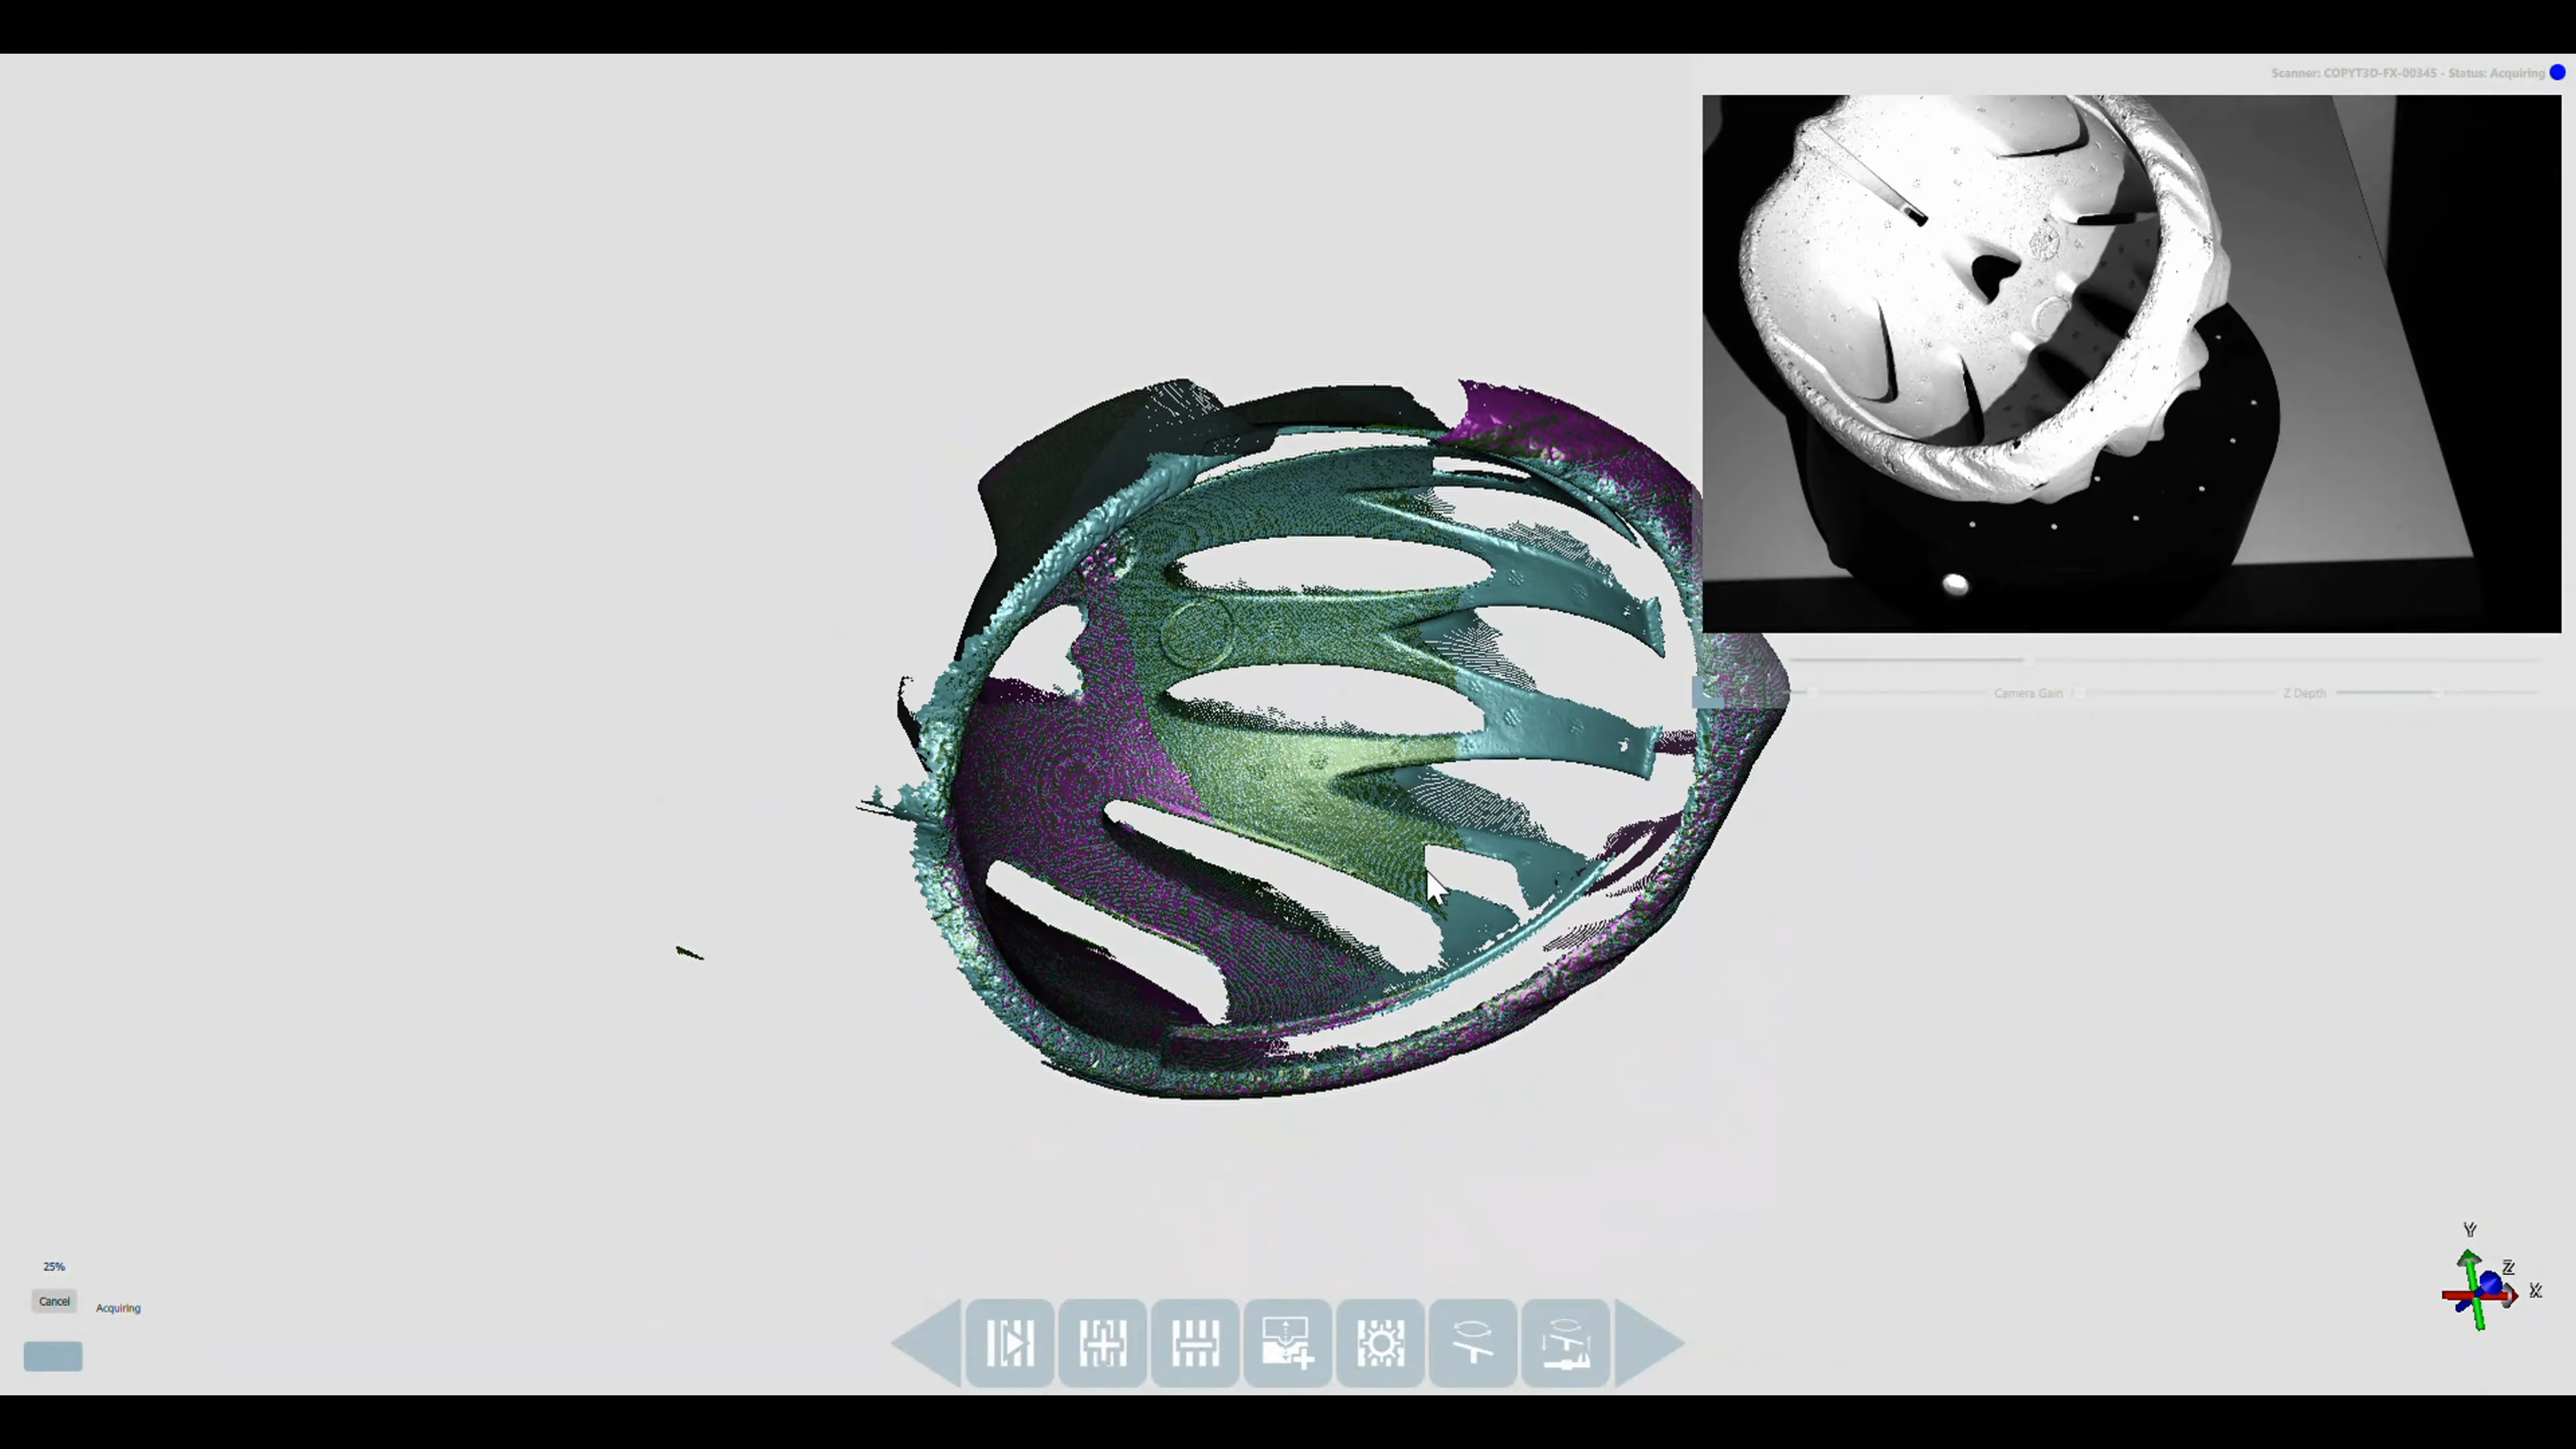 Scanner: COPYT3D-FX-00345 - Status: Acquiring
Camera Gain
Z Depth
Y
Z
X
25%
Cancel
Acquiring